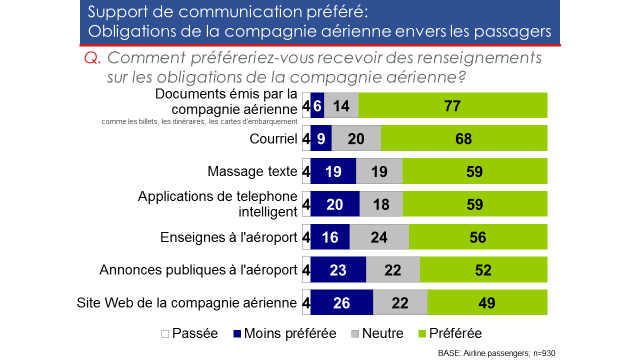 Support de communication préféré:
Obligations de la compagnie aérienne envers les passagers
Q. Comment préféreriez-vous recevoir des renseignements
sur les obligations de la compagnie aérienne?
Documents émis par la
compagnie aérienne
comme les billets, les itinéraires, les cartes d'embarquement
4 6 14 77
Courriel 4 9 20 68
Massage texte 4 19 19 59
Applications de telephone
intelligent
4 20 18 59
Enseignes à l'aéroport 4 16 24 56
Annonces publiques à l'aéroport 4 23 22 52
Site Web de la compagnie aérienne 4 26 22 49
Passée Moins préférée Neutre Préférée
BASE: Airline passengers; n=930